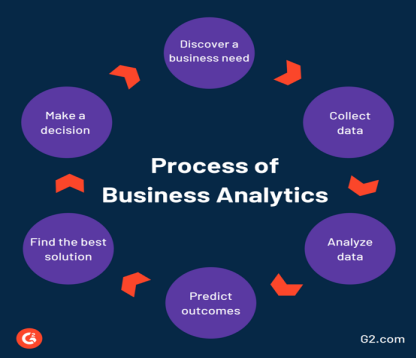 Discover a
business need
Make a
decision
Collect
data
Process of
Business Analytics
Find the best
solution
Analyze
data
Predict
outcomes
G2
G2.com